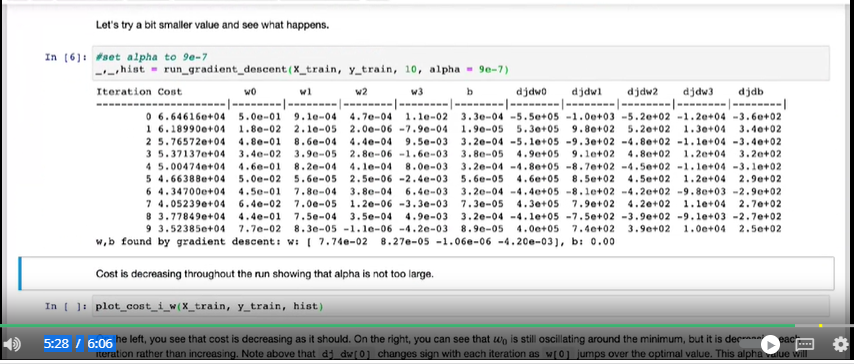 Let's try a bit smaller value and see what happens.
In [6]: #set alpha to 9e-7
_,_,hist = run_gradient_descent(X_train, y_train, 10, alpha = 9e-7)
Iteration Cost w0 w1 w2 w3 b djdw0 djdw1 djdw2 djdw3 djdb
---------------------|--------|--------|--------|--------|--------|--------|--------|--------|--------|--------|
0 6.64616e+04 5.0e-01 9.1e-04 4.7e-04 1.1e-02 3.3e-04 -5.5e+05 -1.0e+03 -5.2e+02 -1.2e+04 -3.6e+02
1 6.18990e+04 1.8e-02 2.1e-05 2.0e-06 -7.9e-04 1.9e-05 5.3e+05 9.8e+02 5.2e+02 1.3e+04 3.4e+02
2 5.76572e+04 4.8e-01 8.6e-04 4.4e-04 9.5e-03 3.2e-04 -5.1e+05 -9.3e+02 -4.8e+02 -1.1e+04 -3.4e+02
3 5.37137e+04 3.4e-02 3.9e-05 2.8e-06 -1.6e-03 3.8e-05 4.9e+05 9.1e+02 4.8e+02 1.2e+04 3.2e+02
4 5.00474e+04 4.6e-01 8.2e-04 4.1e-04 8.0e-03 3.2e-04 -4.8e+05 -8.7e+02 -4.5e+02 -1.1e+04 -3.1e+02
5 4.66388e+04 5.0e-02 5.6e-05 2.5e-06 -2.4e-03 5.6e-05 4.6e+05 8.5e+02 4.5e+02 1.2e+04 2.9e+02
6 4.34700e+04 4.5e-01 7.8e-04 3.8e-04 6.4e-03 3.2e-04 -4.4e+05 -8.1e+02 -4.2e+02 -9.8e+03 -2.9e+02
7 4.05239e+04 6.4e-02 7.0e-05 1.2e-06 -3.3e-03 7.3e-05 4.3e+05 7.9e+02 4.2e+02 1.1e+04 2.7e+02
8 3.77849e+04 4.4e-01 7.5e-04 3.5e-04 4.9e-03 3.2e-04 -4.1e+05 -7.5e+02 -3.9e+02 -9.1e+03 -2.7e+02
9 3.52385e+04 7.7e-02 8.3e-05 -1.1e-06 -4.2e-03 8.9e-05 4.0e+05 7.4e+02 3.9e+02 1.0e+04 2.5e+02
w,b found by gradient descent: w: [ 7.74e-02 8.27e-05 -1.06e-06 -4.20e-03], b: 0.00
Cost is decreasing throughout the run showing that alpha is not too large.
In [ ]: plot_cost_i_w(X_train, y_train, hist)
5:28 / 6:06
he left, you see that cost is decreasing as it should. On the right, you can see that w0 is still oscillating around the minimum, but it is
iteration rather than increasing. Note above that dj_dw[0] changes sign with each iteration as w[0] jumps over the optimal value. This alpha value will